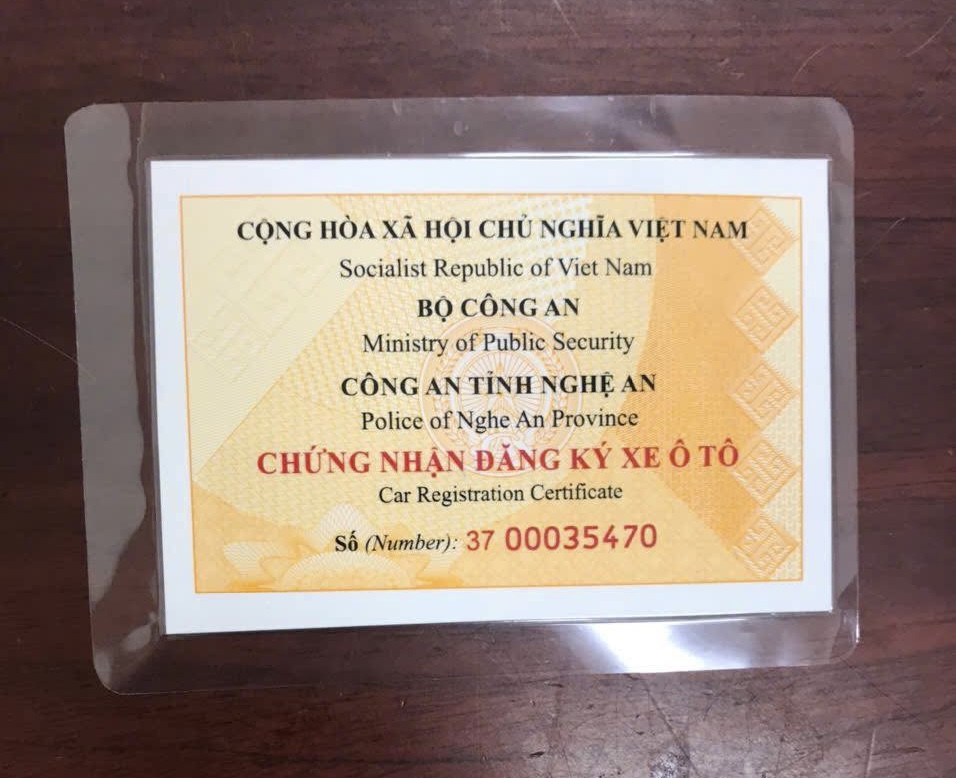 CỘNG HÒA XÃ HỘI CHỦ NGHĨA VIỆT NAM
Socialist Republic of Viet Nam
BỘ CÔNG AN
Ministry of Public Security
CÔNG AN TỈNH NGHỆ AN
Police of Nghe An Province
CHỨNG NHẬN ĐĂNG KÝ XE Ô TÔ
Car Registration Certificate
Số (Number): 37 00035470